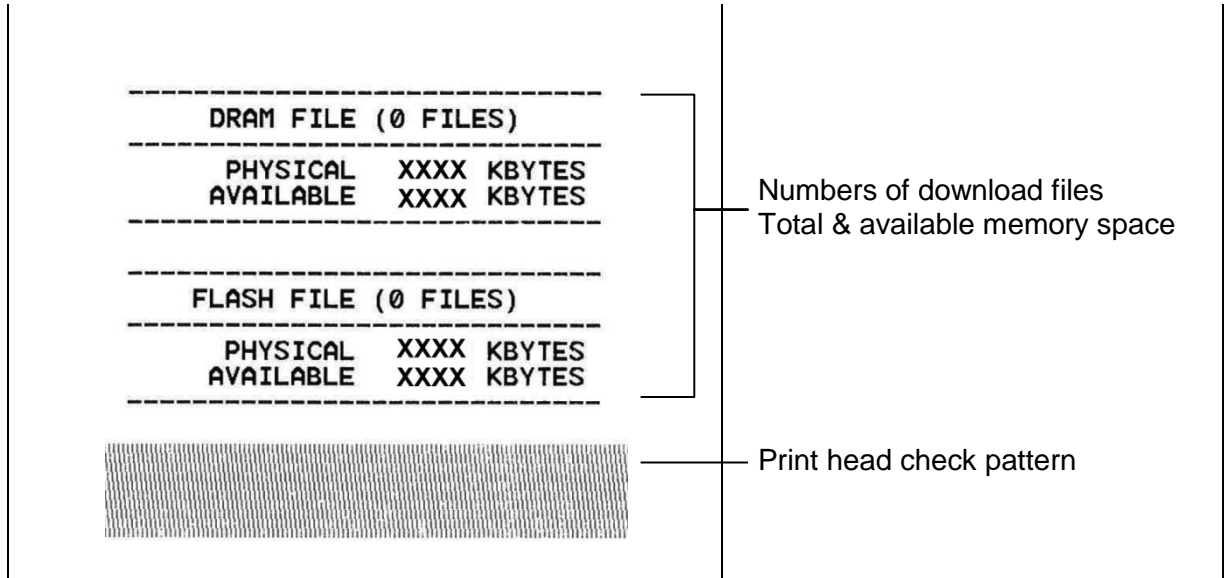 DRAM FILE (0 FILES)
PHYSICAL XXXX KBYTES
AVAILABLE XXXX KBYTES
FLASH FILE (0 FILES)
PHYSICAL XXXX KBYTES
AVAILABLE XXXX KBYTES
Numbers of download files
Total & available memory space
Print head check pattern